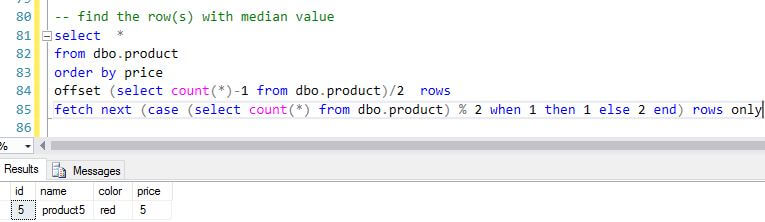 80 -- find the row(s) with median value
81 select *
82 from dbo.product
83 order by price
84 offset (select count(*)-1 from dbo.product)/2 rows
85 fetch next (case (select count(*) from dbo.product) % 2 when 1 then 1 else 2 end) rows only
86
%
Results Messages
id name color price
5 product5 red 5